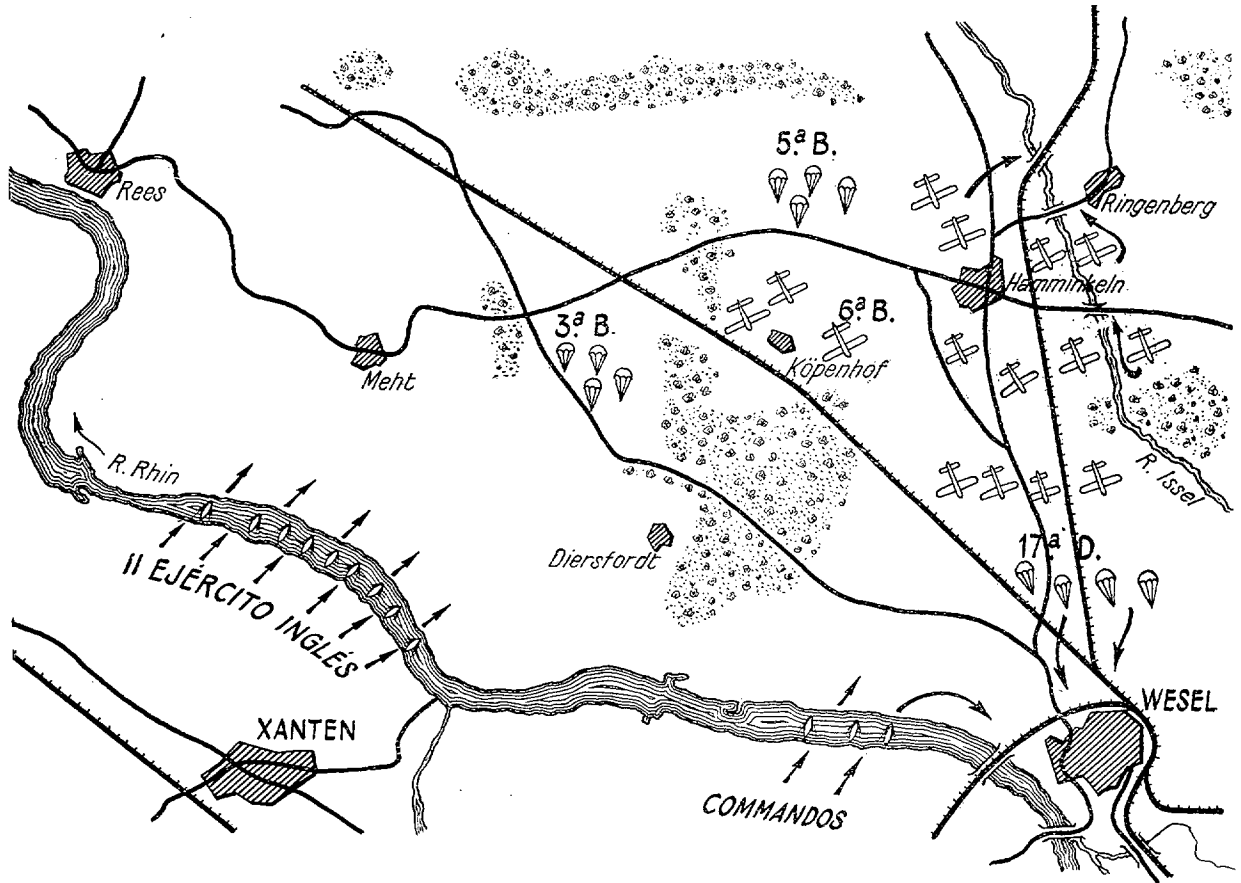 5.ª B.
Rees
Ringenberg
Hamminkeln
3.ª B.
6.ª B.
Köpenhof
Meht
R. Rhin
R. Issel
II EJÉRCITO INGLÉS
Diersfordt
17.ª D.
XANTEN
WESEL
COMMANDOS